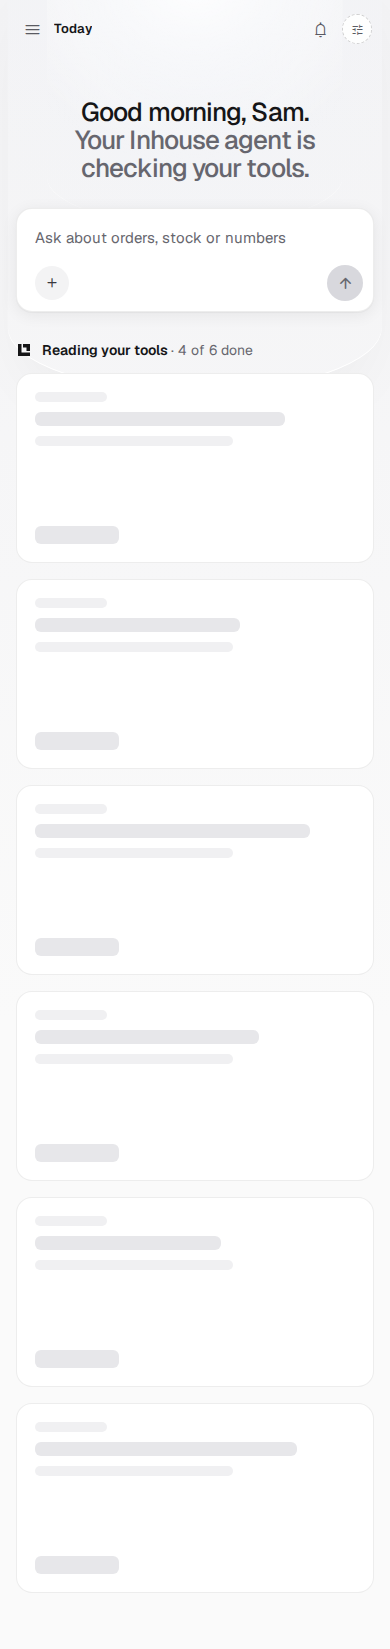 Today
Good morning, Sam.
Your Inhouse agent is
checking your tools.
Ask about orders, stock or numbers
Reading your tools · 4 of 6 done